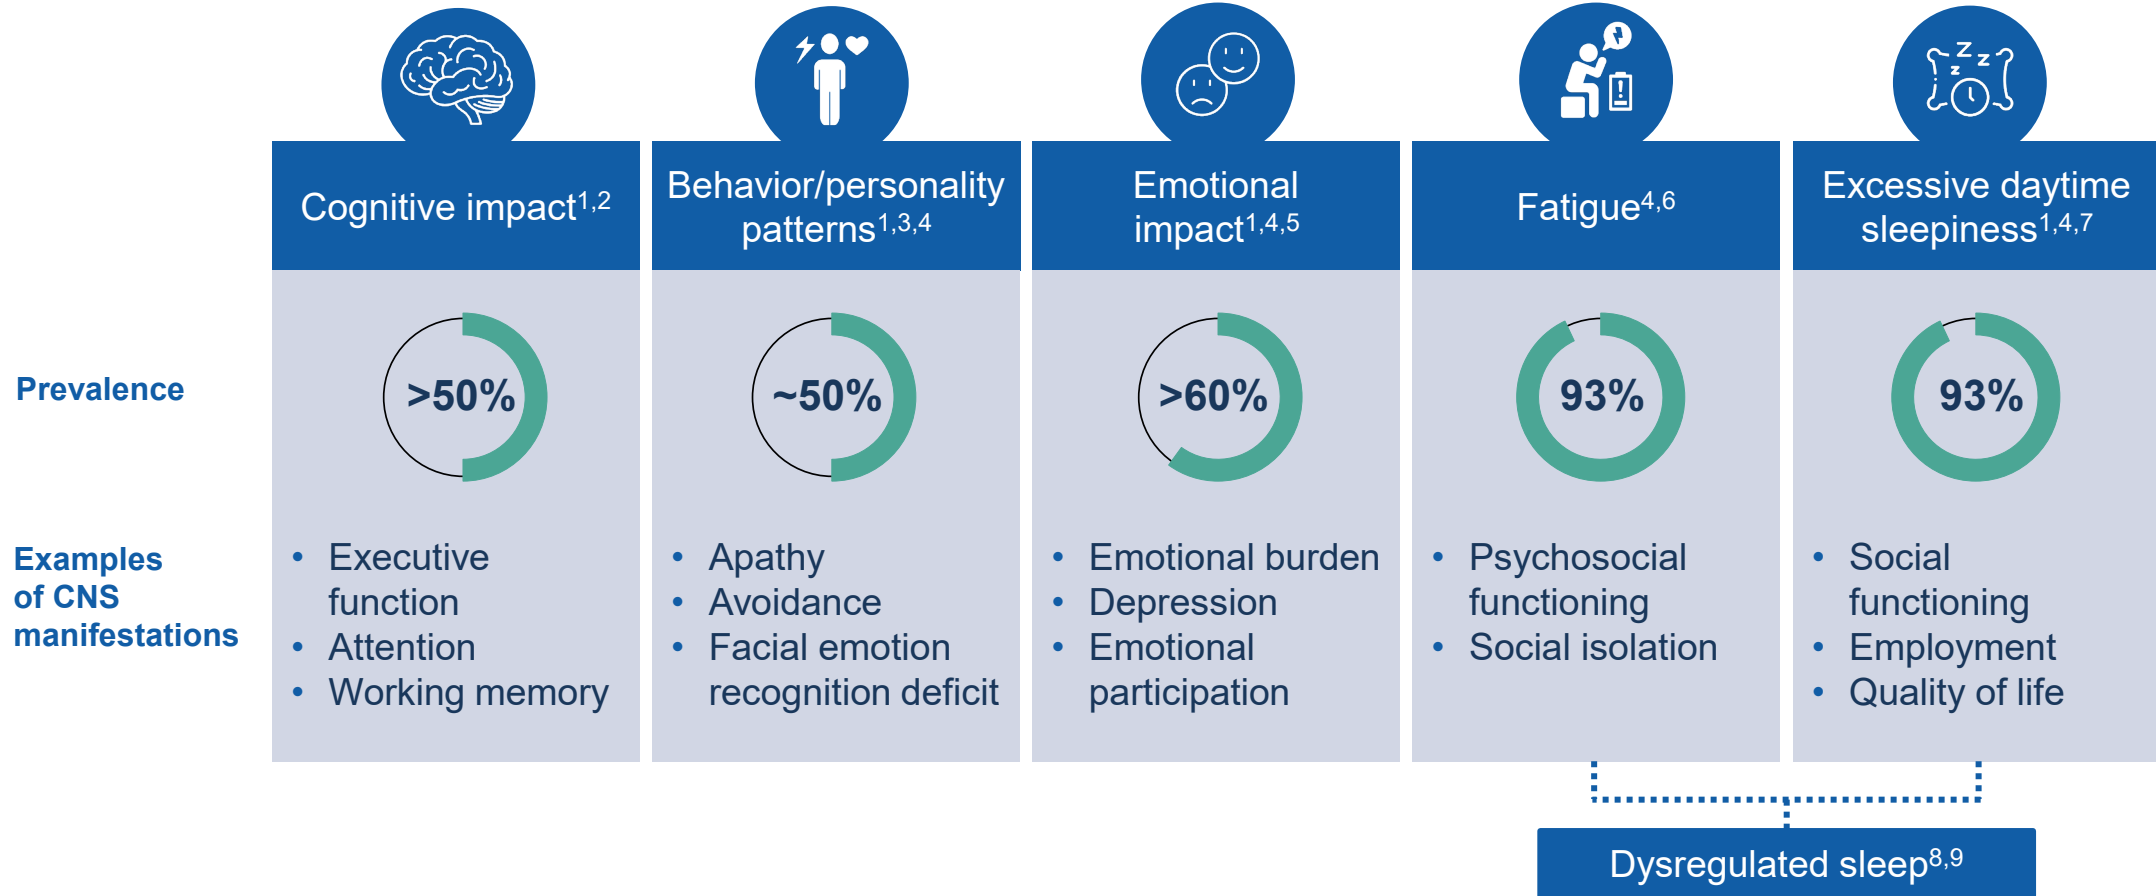 Cognitive impact1,2
Behavior/personality
patterns1,3,4
Emotional
impact1,4,5
Fatigue4,6
Excessive daytime
sleepiness1,4,7
Prevalence
>50%
~50%
>60%
93%
93%
Examples
of CNS
manifestations
• Executive
function
• Attention
• Working memory
• Apathy
• Avoidance
• Facial emotion
recognition deficit
• Emotional burden
• Depression
• Emotional
participation
• Psychosocial
functioning
• Social isolation
• Social
functioning
• Employment
• Quality of life
Dysregulated sleep8,9